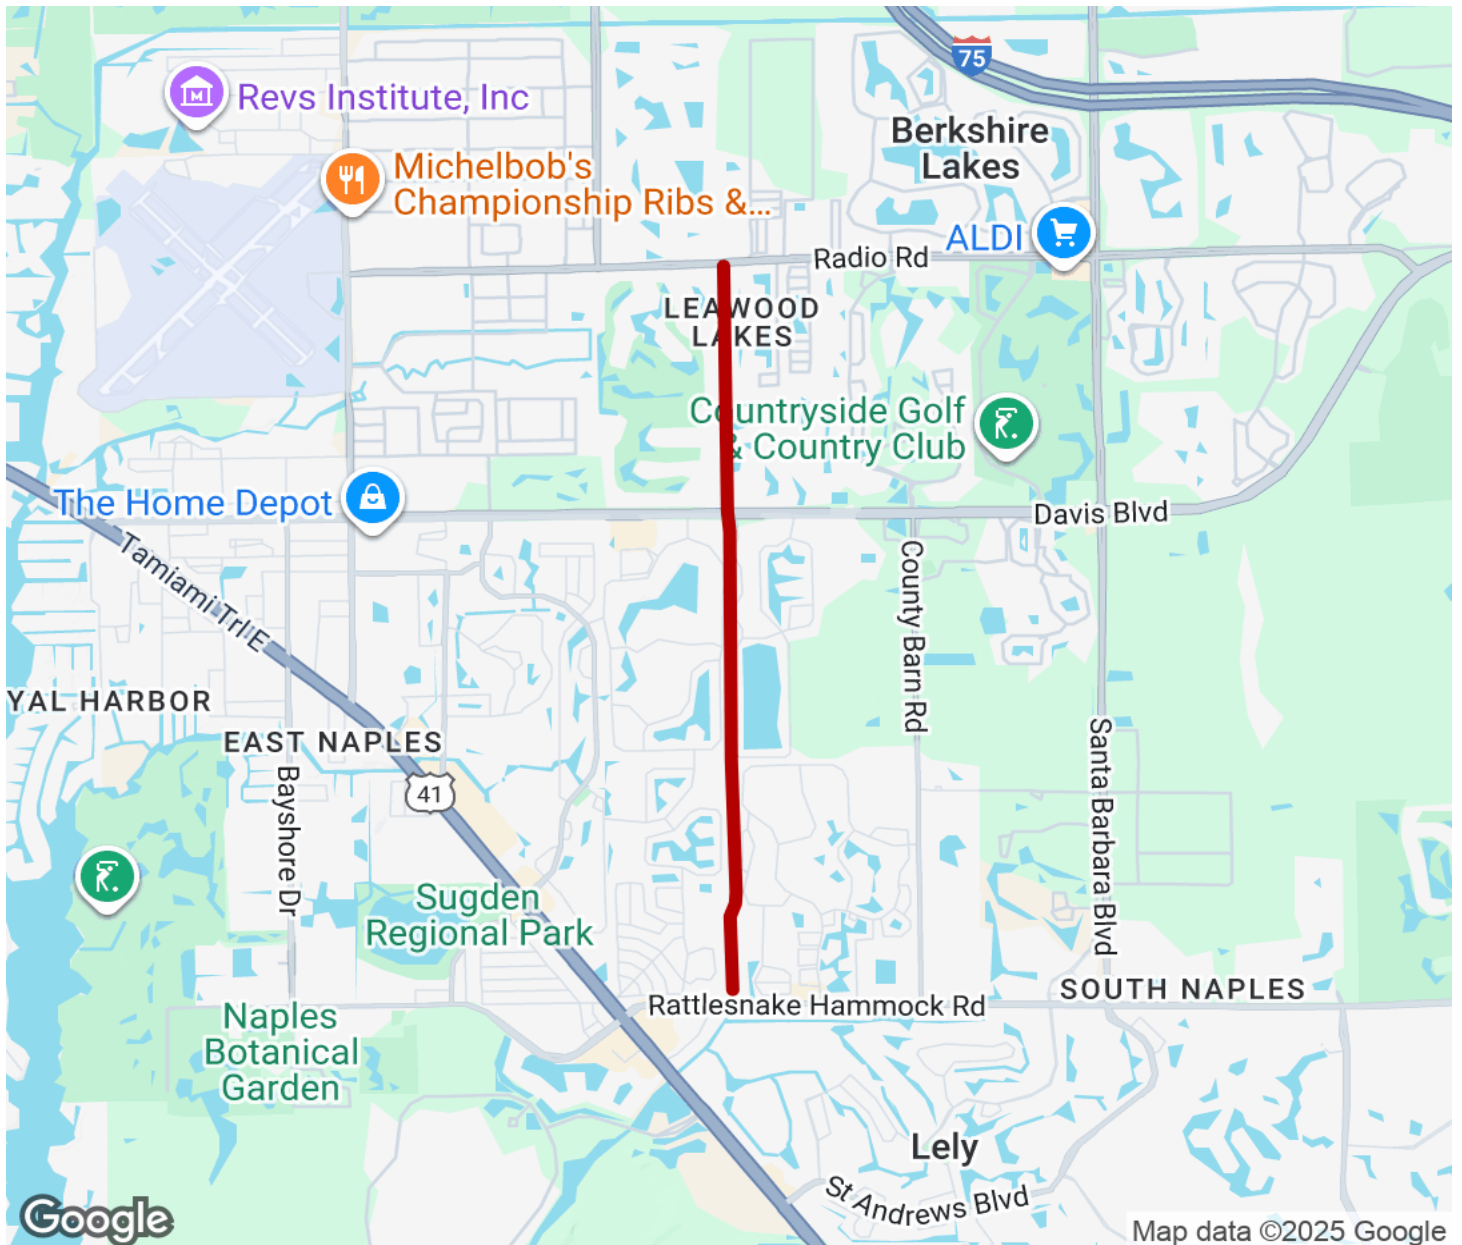 75
Revs Institute, Inc
Berkshire
Lakes
Michelbob's
Championship Ribs &...
ALDI
Radio Rd
LEAWOOD
LAKES
Countryside Golf
& Country Club
The Home Depot
Davis Blvd
Tamiami Trl E
County Barn Rd
YAL HARBOR
EAST NAPLES
41
Bayshore Dr
Santa Barbara Blvd
Sugden
Regional Park
SOUTH NAPLES
Rattlesnake Hammock Rd
Naples
Botanical
Garden
Lely
St Andrews Blvd
Google
Map data ©2025 Google